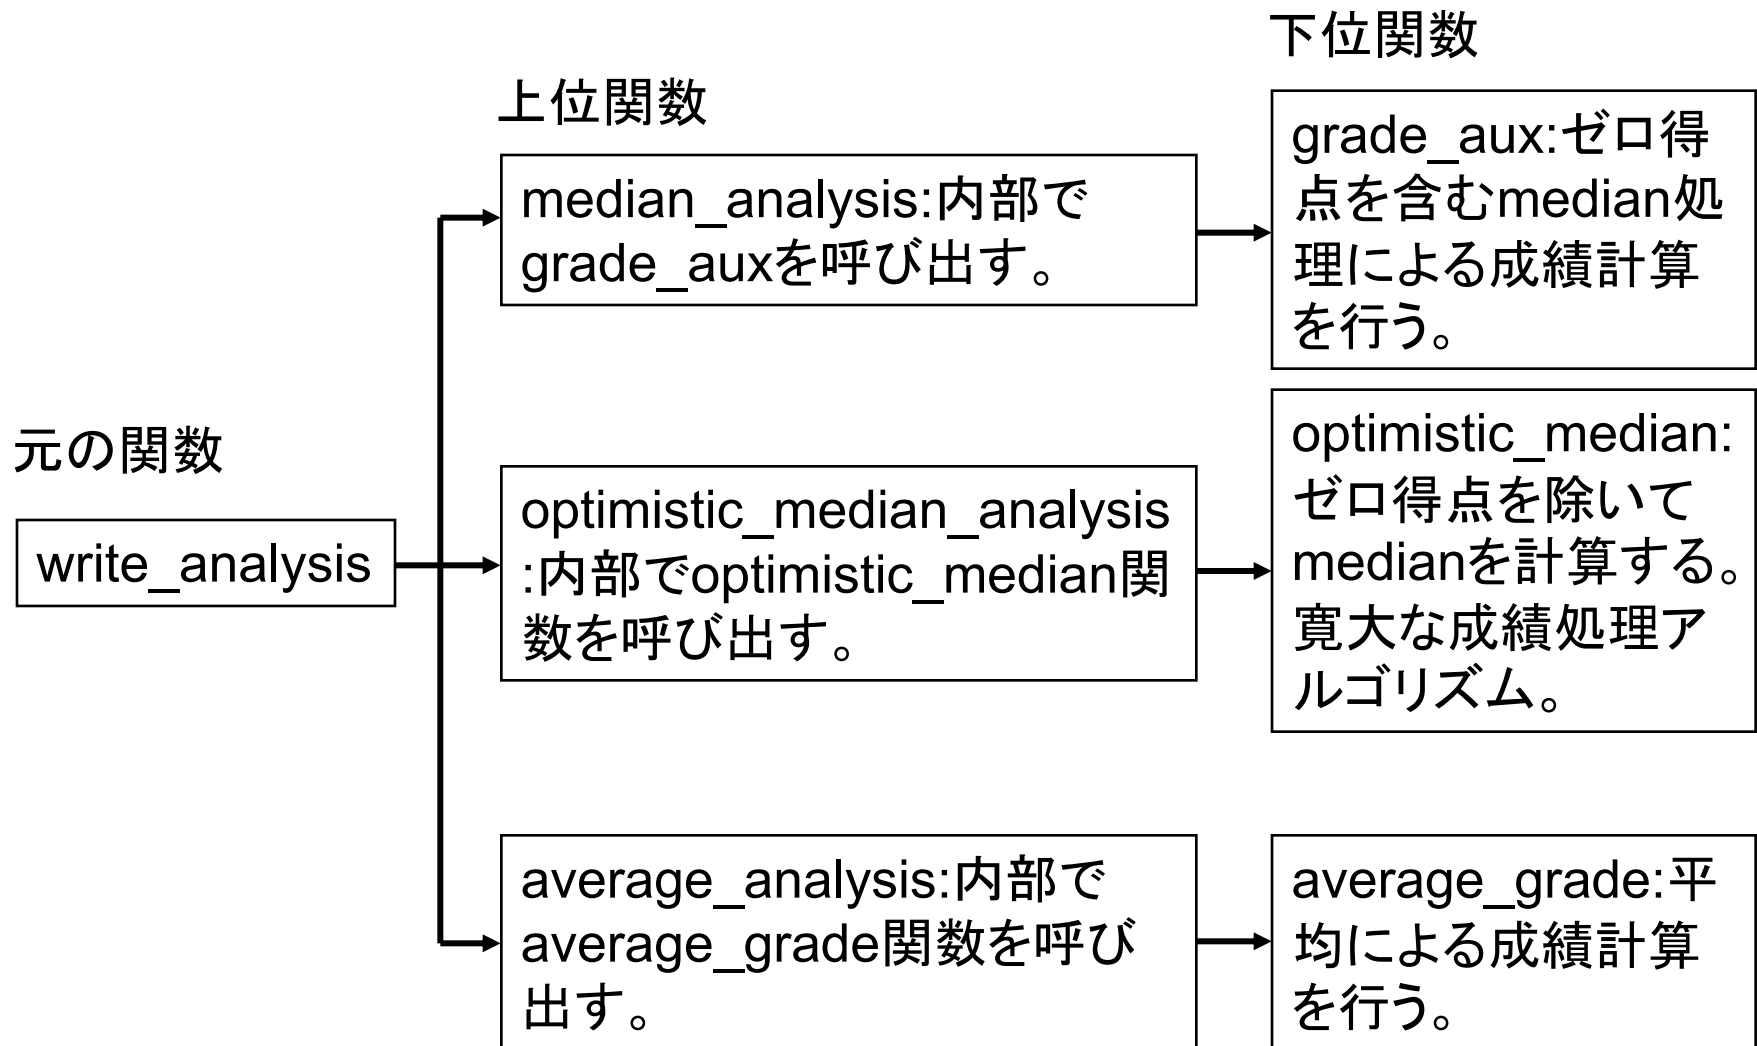 元の関数
write_analysis
上位関数
median_analysis:内部で
grade_auxを呼び出す。
optimistic_median_analysis
:内部でoptimistic_median関
数を呼び出す。
average_analysis:内部で
average_grade関数を呼び
出す。
下位関数
grade_aux:ゼロ得
点を含むmedian処
理による成績計算
を行う。
optimistic_median:
ゼロ得点を除いて
medianを計算する。
寛大な成績処理ア
ルゴリズム。
average_grade:平
均による成績計算
を行う。